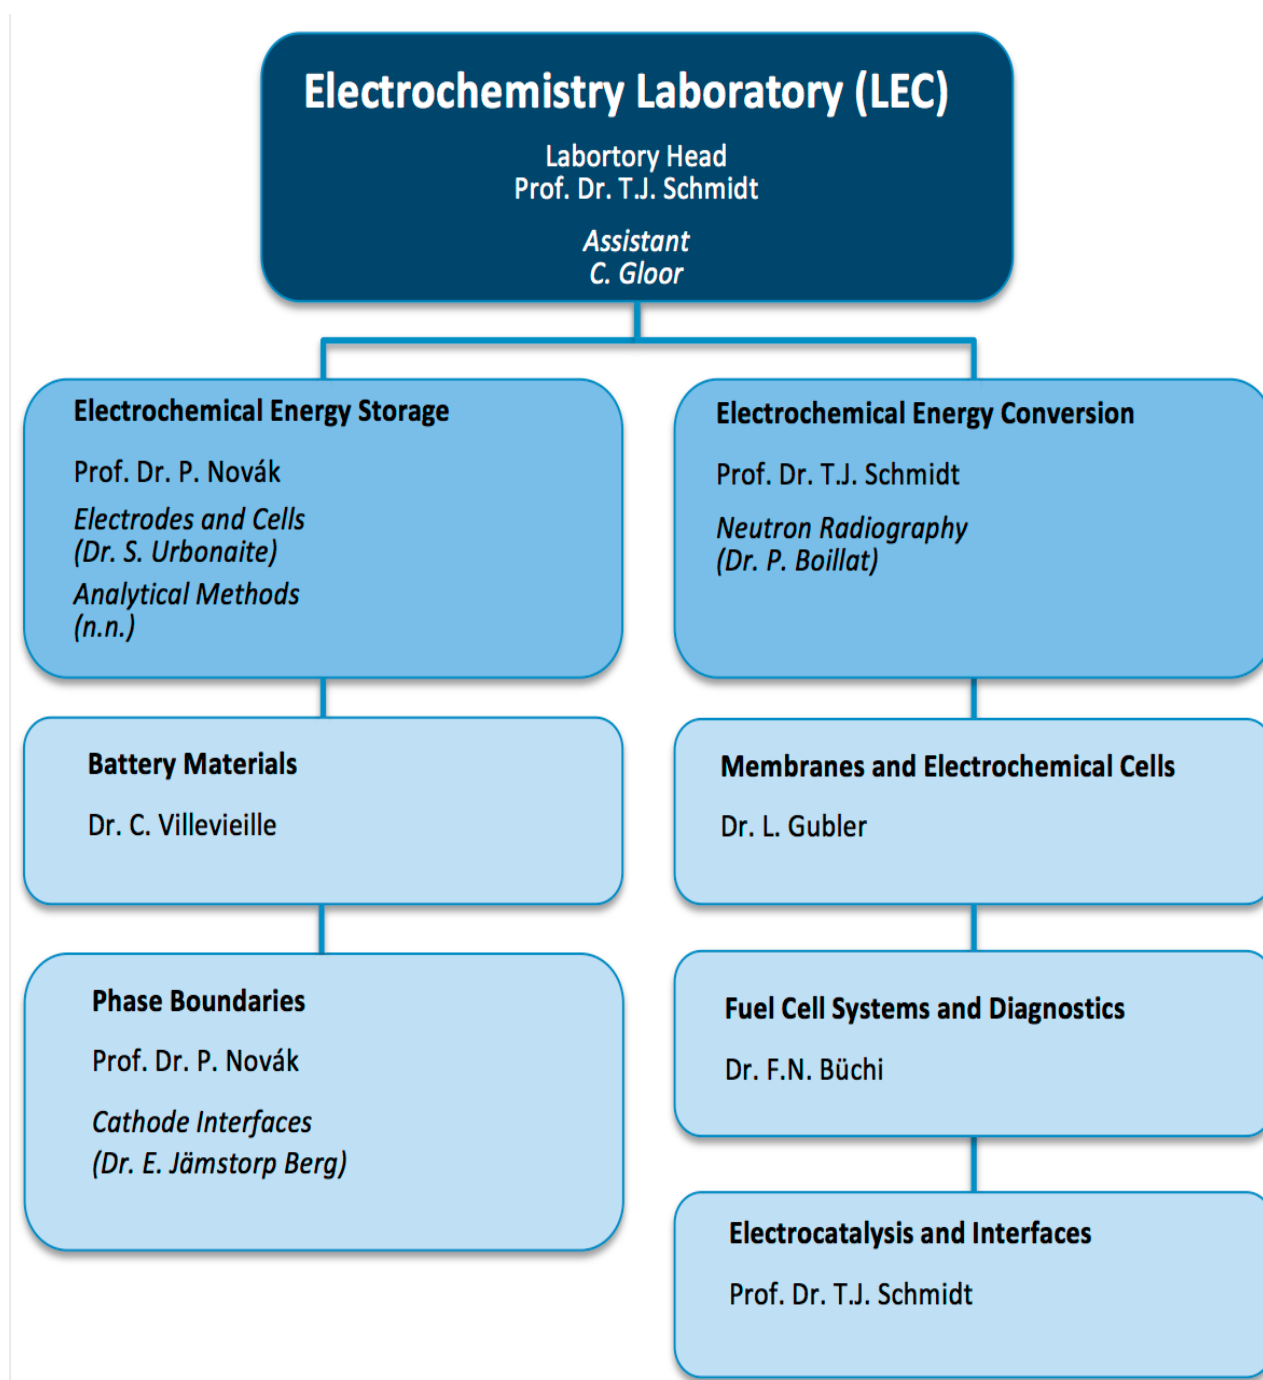 Electrochemistry Laboratory (LEC)
Labortory Head
Prof. Dr. T.J. Schmidt
Assistant
C. Gloor
Electrochemical Energy Storage
Prof. Dr. P. Novák
Electrodes and Cells
(Dr. S. Urbonaite)
Analytical Methods
(n.n.)
Battery Materials
Dr. C. Villevieille
Phase Boundaries
Prof. Dr. P. Novák
Cathode Interfaces
(Dr. E. Jämstorp Berg)
Electrochemical Energy Conversion
Prof. Dr. T.J. Schmidt
Neutron Radiography
(Dr. P. Boillat)
Membranes and Electrochemical Cells
Dr. L. Gubler
Fuel Cell Systems and Diagnostics
Dr. F.N. Büchi
Electrocatalysis and Interfaces
Prof. Dr. T.J. Schmidt